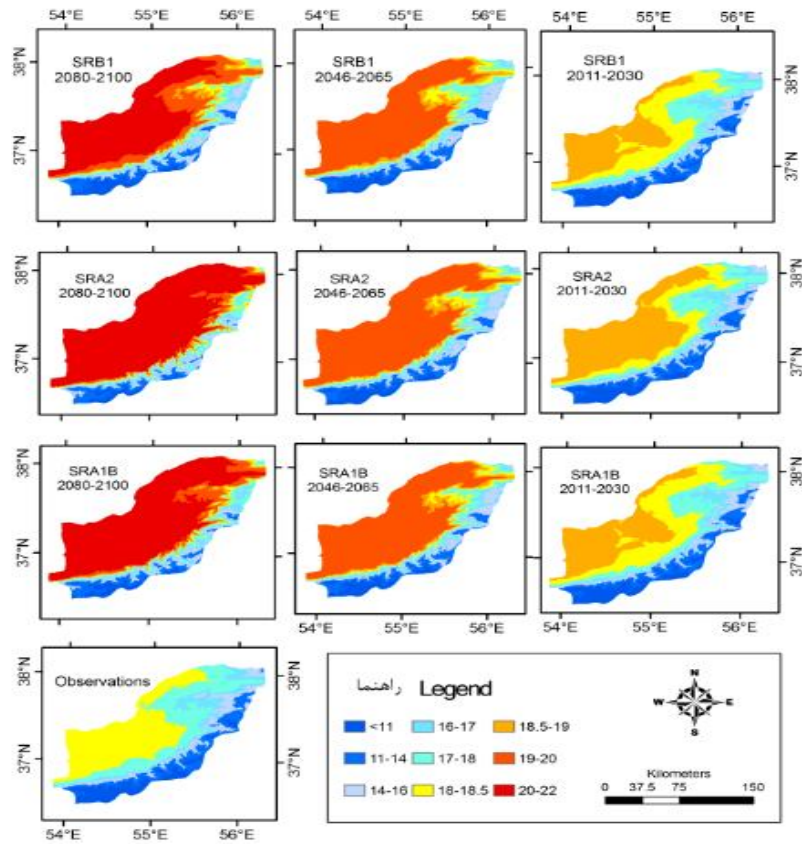 54°E 55°E 56°E 54°E 55°E 56°E 54°E 55°E 56°E
38°N SRB1 SRB1 SRB1 38°N
2080-2100 2046-2065 2011-2030
37°N 37°N
54°E 55°E 56°E
38°N SRA2 SRA2 SRA2 38°N
2080-2100 2046-2065 2011-2030
37°N 37°N
38°N SRA1B SRA1B SRA1B 38°N
2080-2100 2046-2065 2011-2030
37°N 37°N
54°E 55°E 56°E 54°E 55°E 56°E
38°N Observations
37°N
54°E 55°E 56°E
راهنما Legend
<11 16-17 18.5-19
11-14 17-18 19-20
14-16 18-18.5 20-22
N
W E
S
Kilometers
0 37.5 75 150